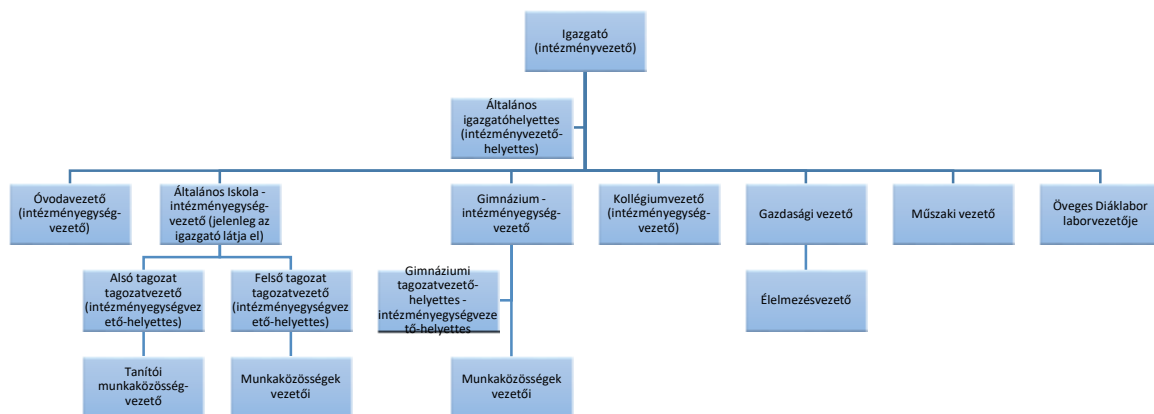 Igazgató
(intézményvezető)
Általános
igazgatóhelyettes
(intézményvezető-
helyettes)
Óvodavezető
(intézményegység-
vezető)
Általános Iskola -
intézményegység-
vezető (jelenleg az
igazgató látja el)
Gimnázium -
intézményegység-
vezető
Kollégiumvezető
(intézményegység-
vezető)
Gazdasági vezető
Műszaki vezető
Öveges Diáklabor
laborvezetője
Alsó tagozat
tagozatvezető
(intézményegységvez
ető-helyettes)
Felső tagozat
tagozatvezető
(intézményegységvez
ető-helyettes)
Gimnáziumi
tagozatvezető-
helyettes -
intézményegységveze
tő-helyettes
Élelmezésvezető
Tanítói
munkaközösség-
vezető
Munkaközösségek
vezetői
Munkaközösségek
vezetői